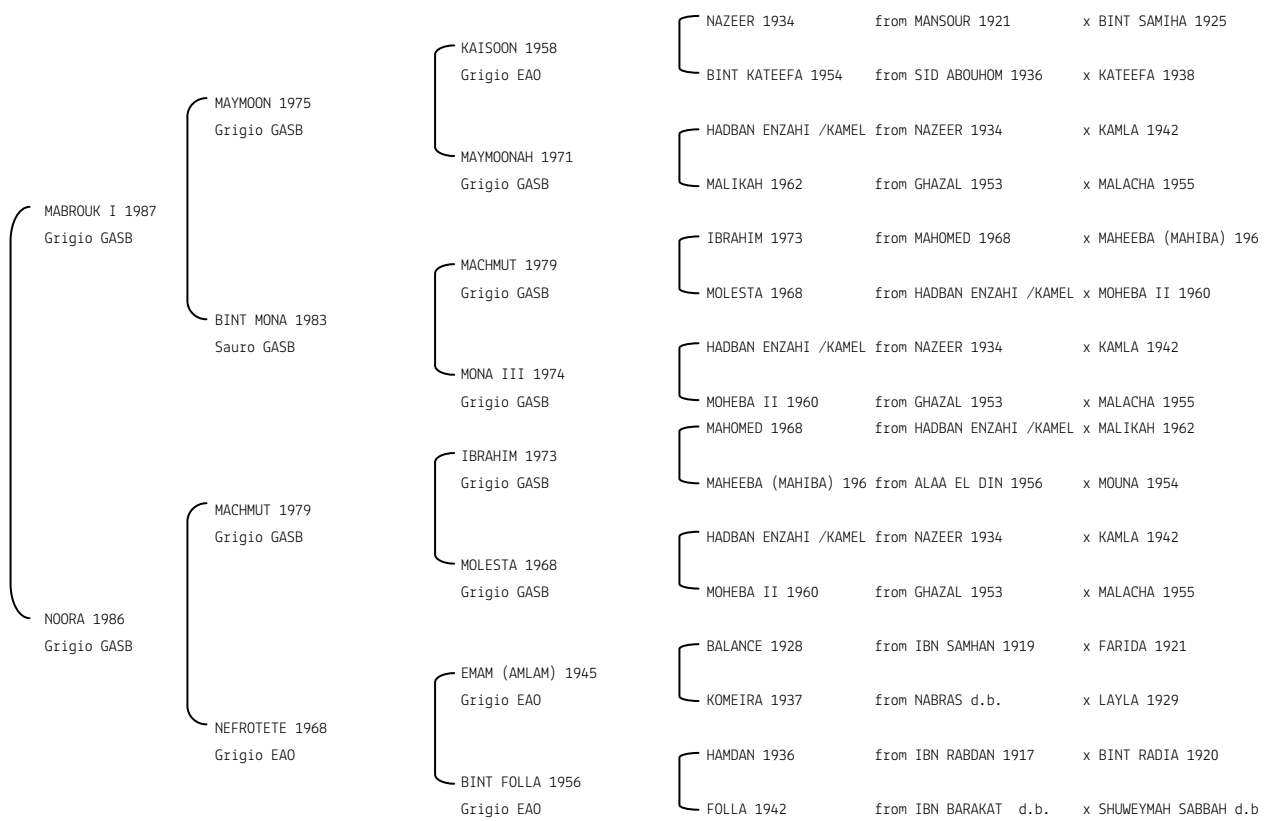 NAZEER 1934 from MANSOUR 1921 x BINT SAMIHA 1925
KAISOON 1958
Grigio EAO BINT KATEEFA 1954 from SID ABOUHOM 1936 x KATEEFA 1938
MAYMOON 1975
Grigio GASB HADBAN ENZAHI /KAMEL from NAZEER 1934 x KAMLA 1942
MAYMOONAH 1971
Grigio GASB MALIKAH 1962 from GHAZAL 1953 x MALACHA 1955
MABROUK I 1987
Grigio GASB IBRAHIM 1973 from MAHOMED 1968 x MAHEEBA (MAHIBA) 196
MACHMUT 1979
Grigio GASB MOLESTA 1968 from HADBAN ENZAHI /KAMEL x MOHEBA II 1960
BINT MONA 1983
Sauro GASB HADBAN ENZAHI /KAMEL from NAZEER 1934 x KAMLA 1942
MONA III 1974
Grigio GASB MOHEBA II 1960 from GHAZAL 1953 x MALACHA 1955
MAHOMED 1968 from HADBAN ENZAHI /KAMEL x MALIKAH 1962
IBRAHIM 1973
Grigio GASB MAHEEBA (MAHIBA) 196 from ALAA EL DIN 1956 x MOUNA 1954
MACHMUT 1979
Grigio GASB HADBAN ENZAHI /KAMEL from NAZEER 1934 x KAMLA 1942
MOLESTA 1968
Grigio GASB MOHEBA II 1960 from GHAZAL 1953 x MALACHA 1955
NOORA 1986
Grigio GASB BALANCE 1928 from IBN SAMHAN 1919 x FARIDA 1921
EMAM (AMLAM) 1945
Grigio EAO KOMEIRA 1937 from NABRAS d.b. x LAYLA 1929
NEFROTETE 1968
Grigio EAO HAMDAN 1936 from IBN RABDAN 1917 x BINT RADIA 1920
BINT FOLLA 1956
Grigio EAO FOLLA 1942 from IBN BARAKAT d.b. x SHUWEYMAH SABBAH d.b